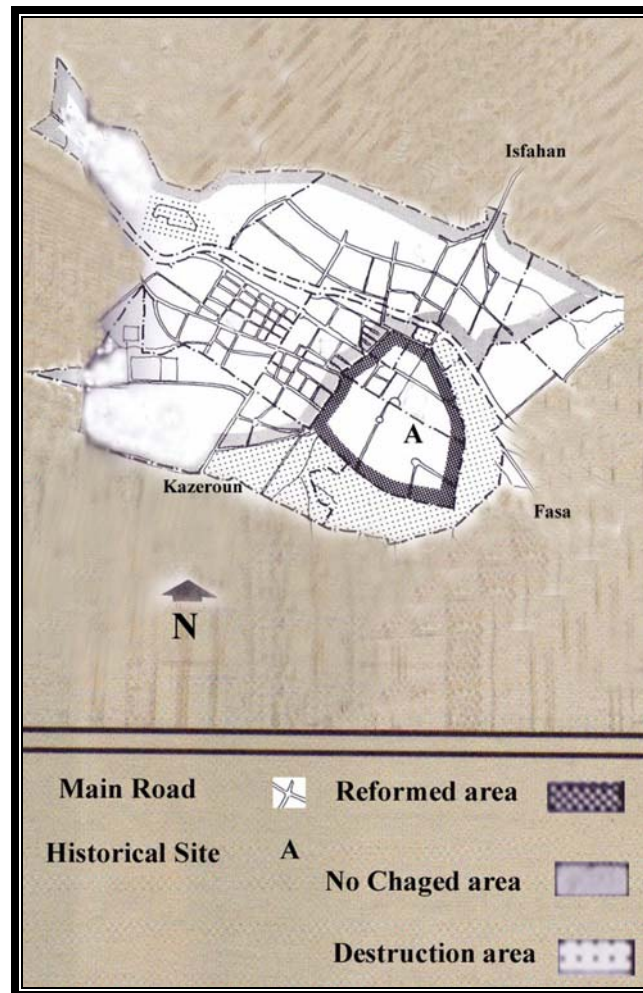 Isfahan
A
Kazeroun
Fasa
N
Main Road
Reformed area
Historical Site A
No Chaged area
Destruction area